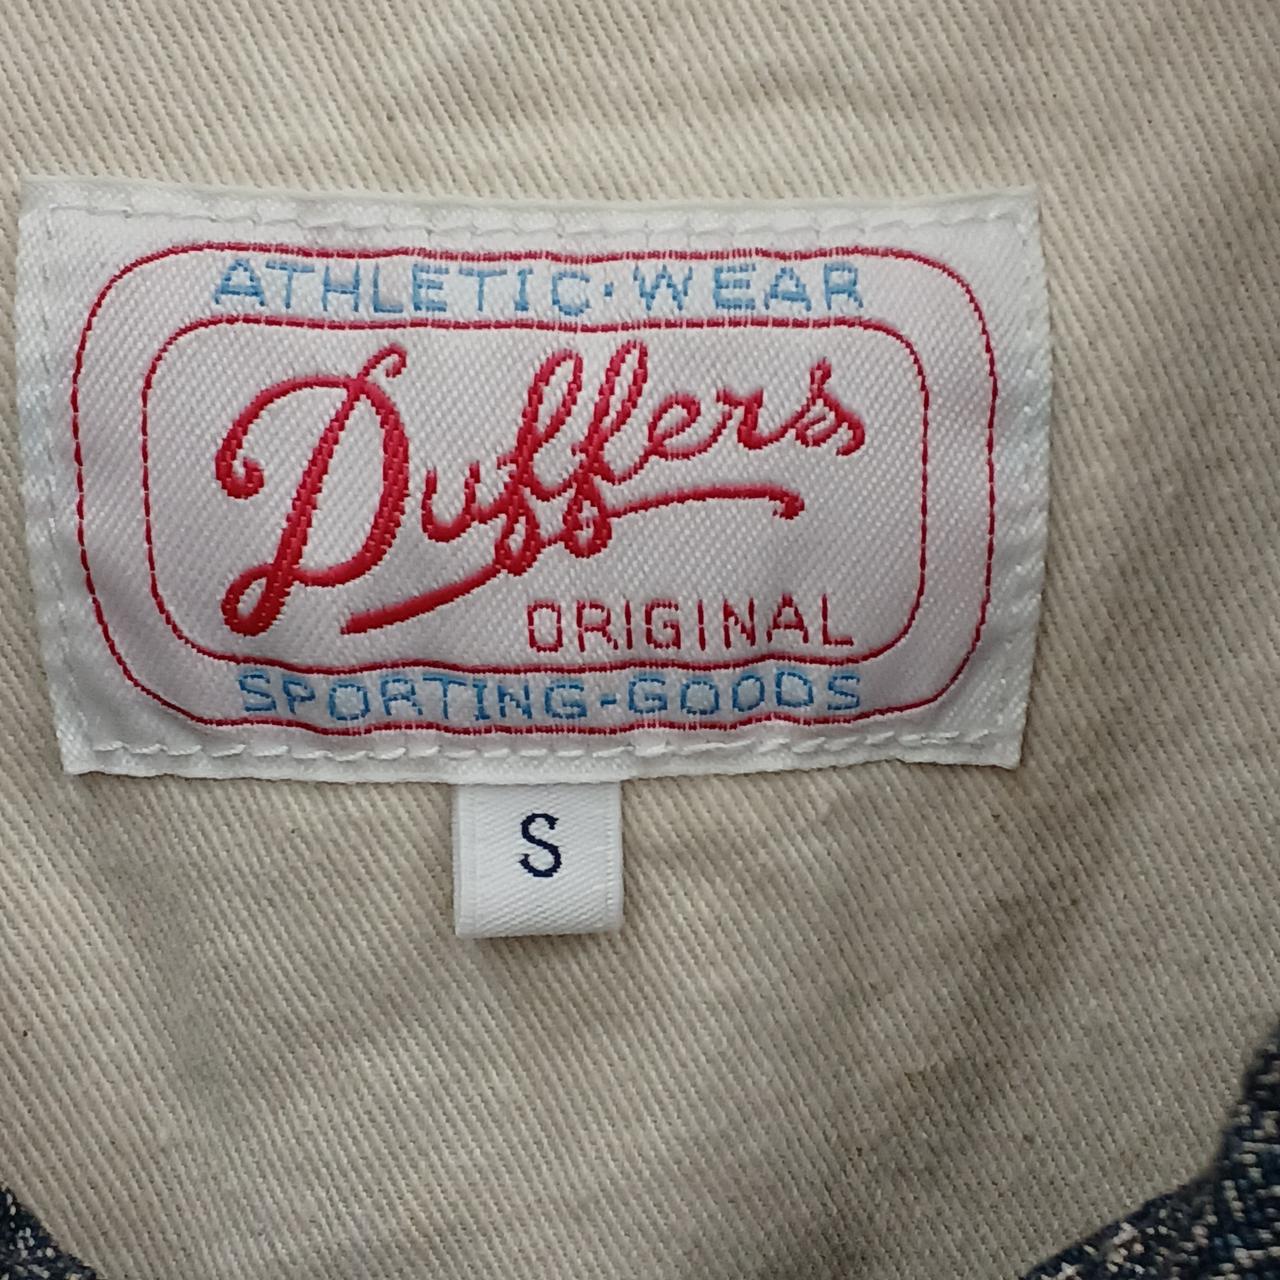 ATHLETIC·WEAR
Duffers
ORIGINAL
SPORTING-GOODS
S